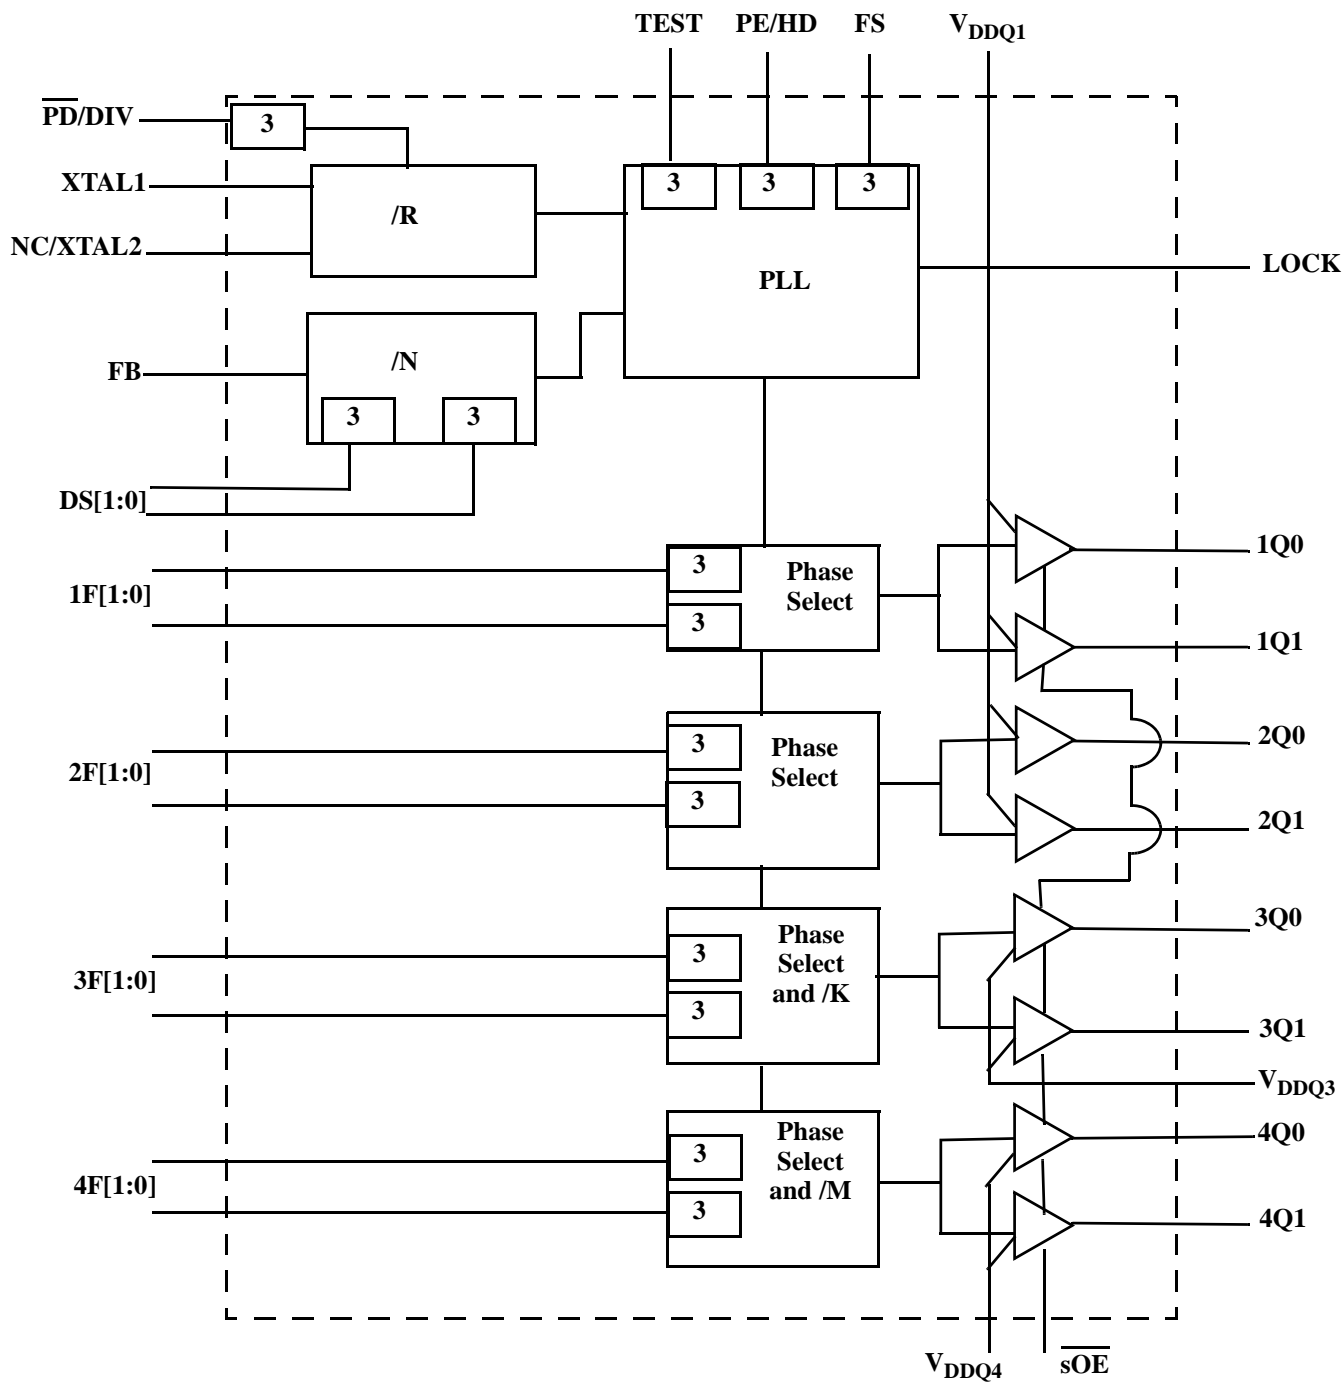 TEST PE/HD FS VDDQ1
PD/DIV 3
XTAL1
/R
3 3 3
NC/XTAL2
PLL
LOCK
FB
/N
3 3
DS[1:0]
1F[1:0]
3
3
Phase
Select
1Q0
1Q1
2F[1:0]
3
3
Phase
Select
2Q0
2Q1
3F[1:0]
3
3
Phase
Select
and /K
3Q0
3Q1
VDDQ3
4F[1:0]
3
3
Phase
Select
and /M
4Q0
4Q1
VDDQ4 sOE